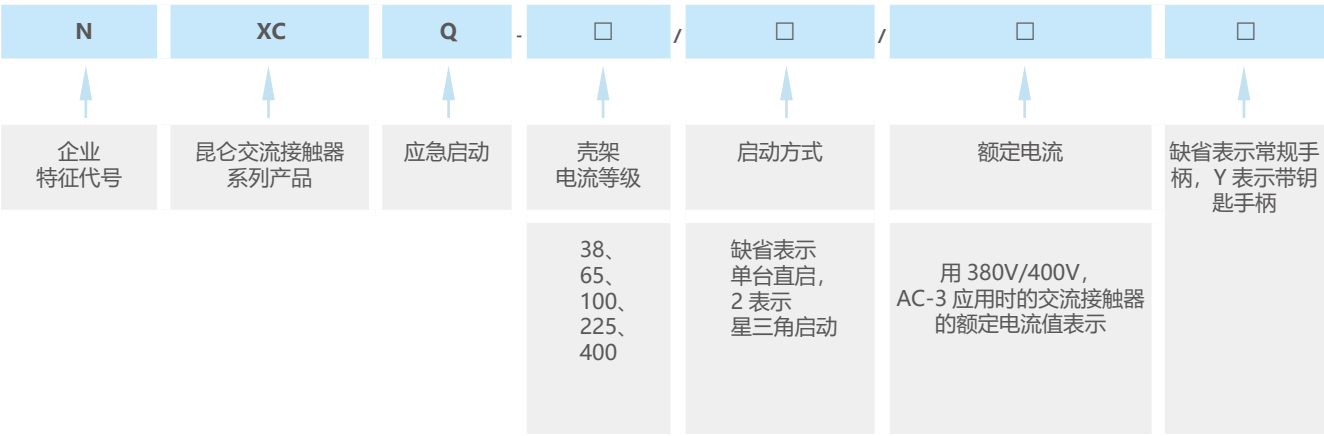 N XC Q - □ / □ / □ □
企业
特征代号
昆仑交流接触器
系列产品
应急启动
壳架
电流等级
启动方式
额定电流
缺省表示常规手
柄，Y 表示带钥
匙手柄
38、
65、
100、
225、
400
缺省表示
单台直启，
2 表示
星三角启动
用 380V/400V，
AC-3 应用时的交流接触器
的额定电流值表示